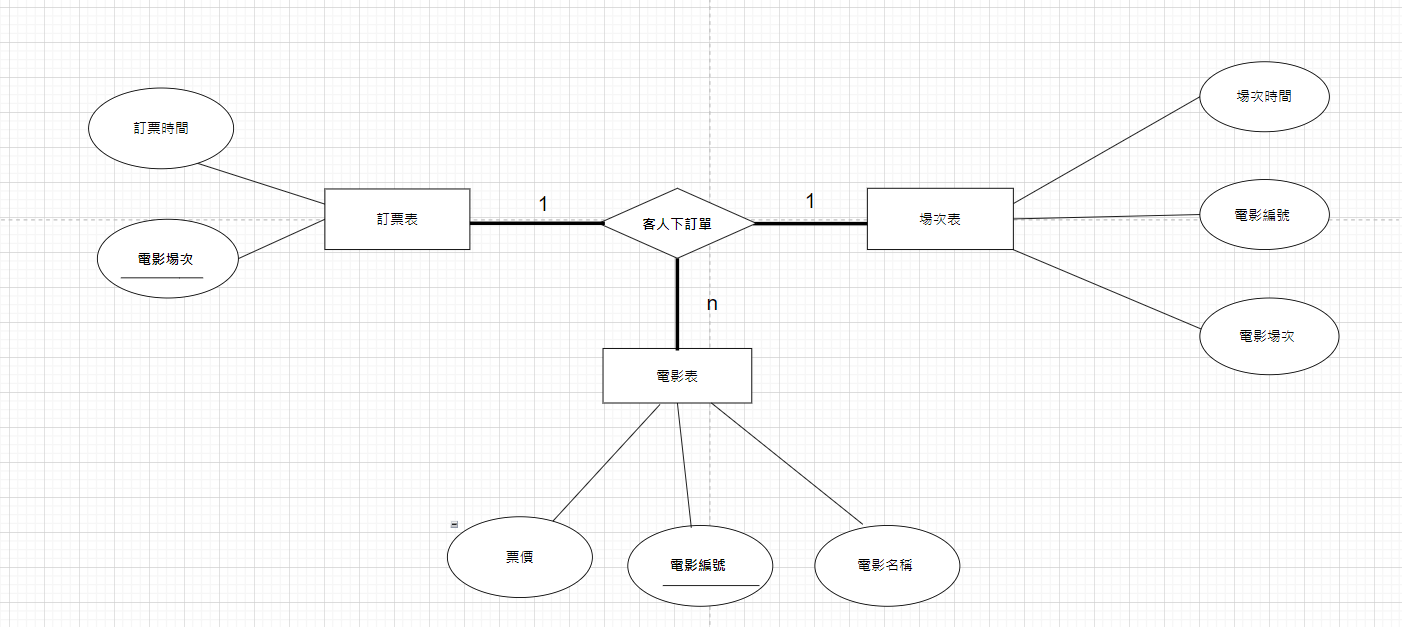 場次時間
訂票時間
1
1
訂票表
客人下訂單
場次表
電影編號
電影場次
n
電影場次
電影表
票價
電影編號
電影名稱